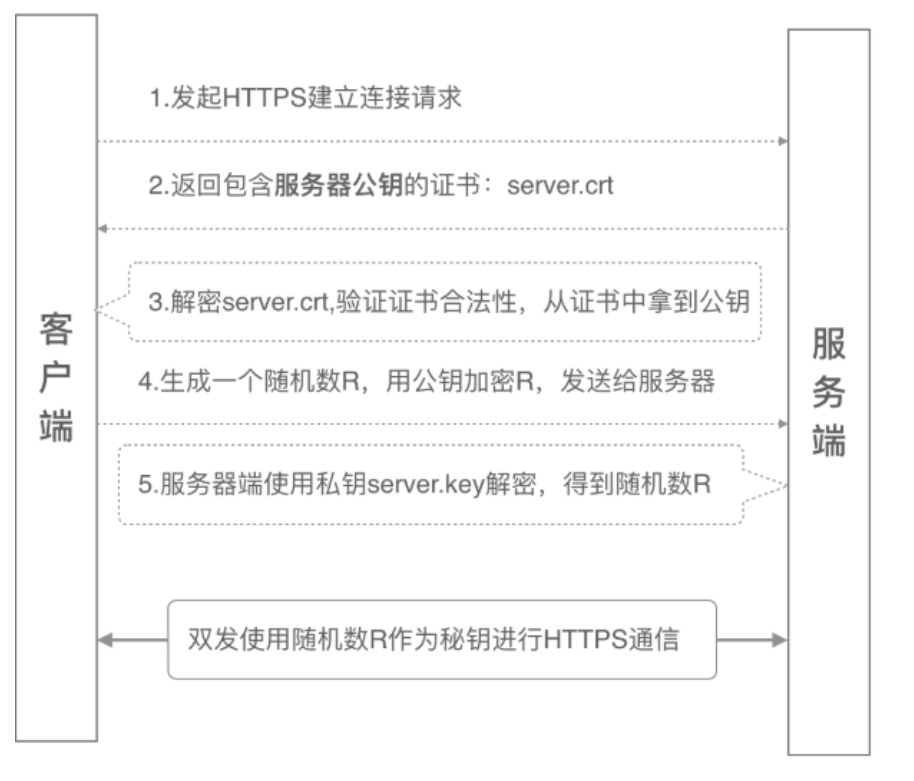 1.发起HTTPS建立连接请求
2.返回包含服务器公钥的证书：server.crt
3.解密server.crt,验证证书合法性，从证书中拿到公钥
客户端
服务端
4.生成一个随机数R，用公钥加密R，发送给服务器
5.服务器端使用私钥server.key解密，得到随机数R
双发使用随机数R作为秘钥进行HTTPS通信